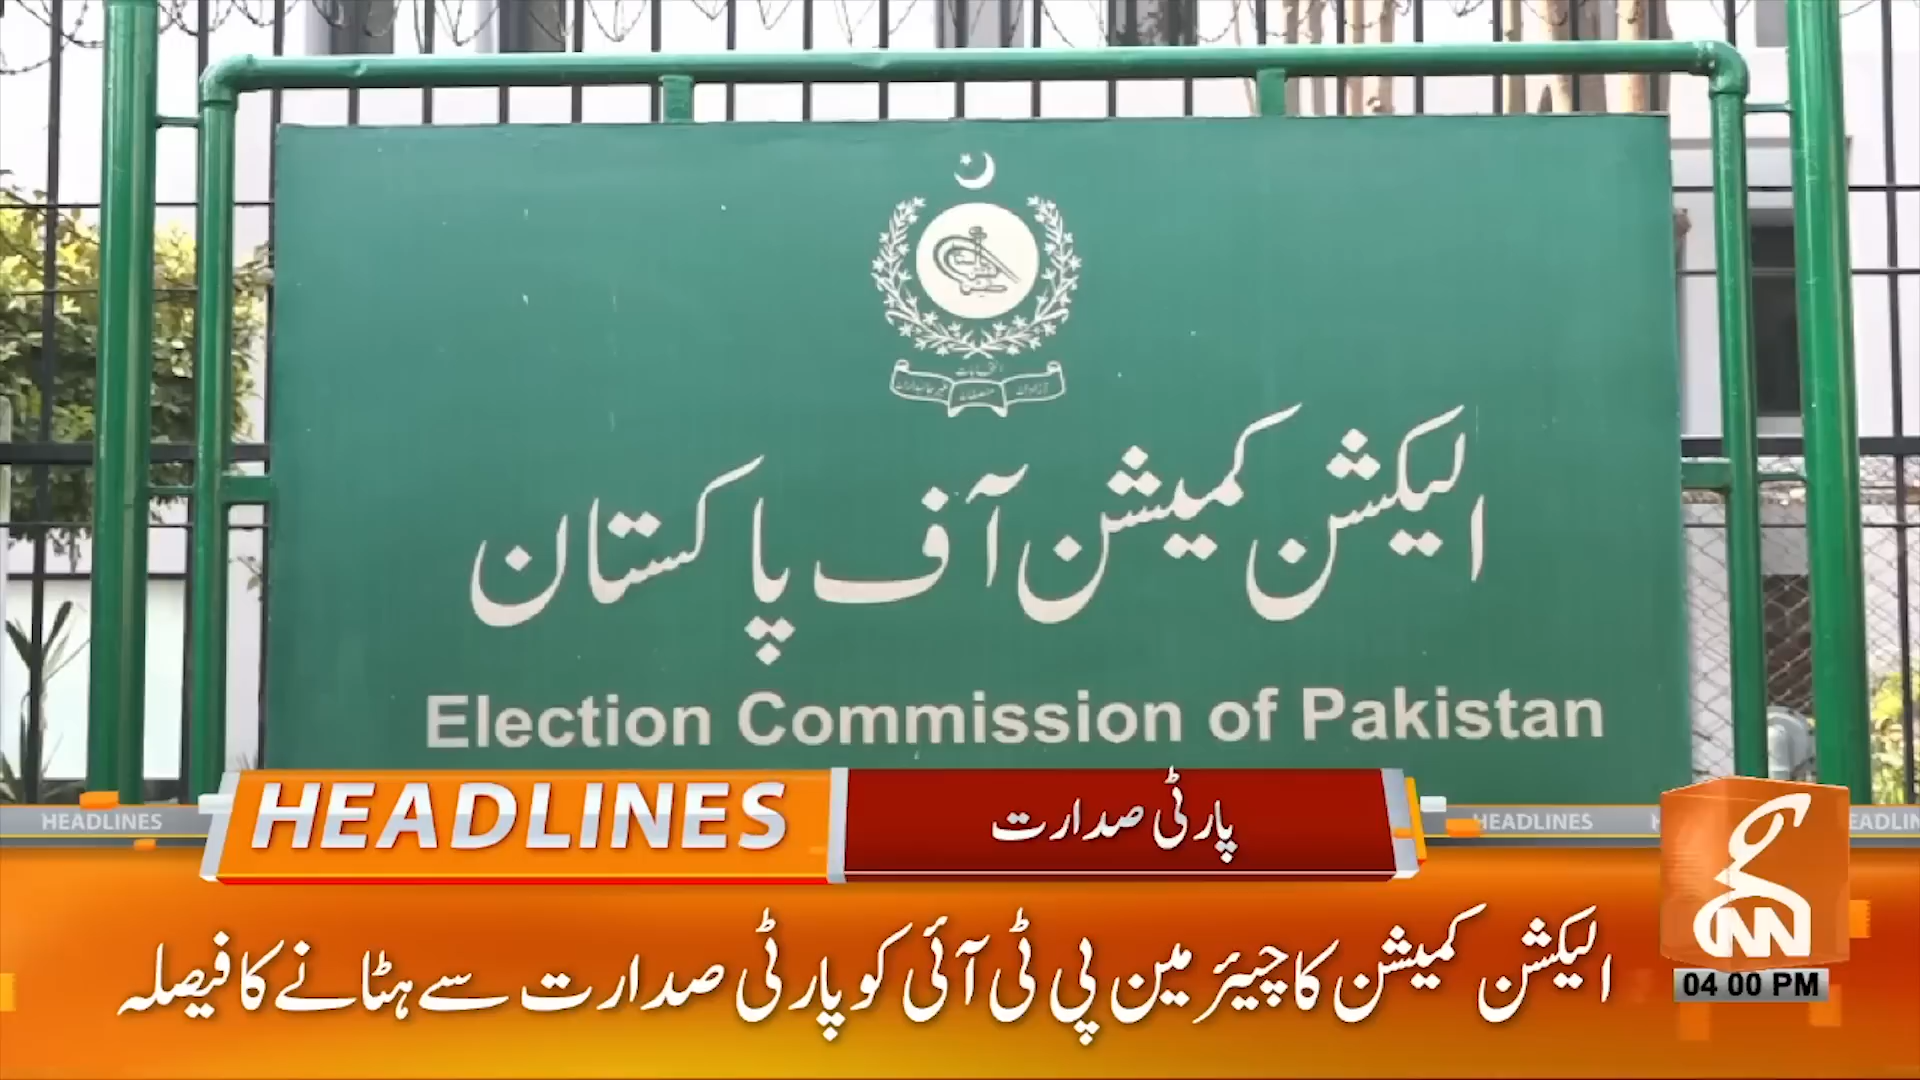 الیکشن کمیشن آف پاکستان
Election Commission of Pakistan
HEADLINES
پارٹی صدارت
HEADLINES
HEADLINES
الیکشن کمیشن کا چیئرمین پی ٹی آئی کو پارٹی صدارت سے ہٹانے کا فیصلہ
GNN
04 00 PM